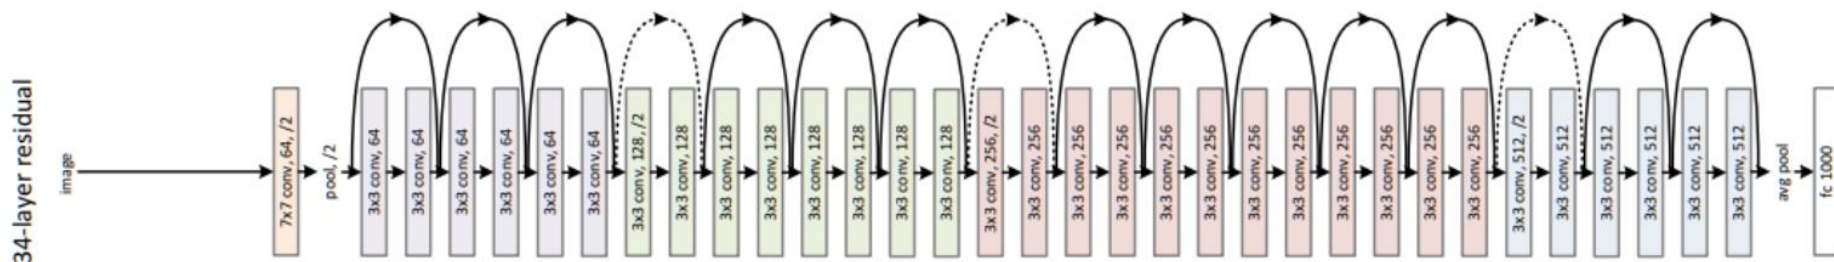 34-layer residual
image
7x7 conv, 64, /2
pool, /2
3x3 conv, 64
3x3 conv, 64
3x3 conv, 64
3x3 conv, 64
3x3 conv, 64
3x3 conv, 64
3x3 conv, 128, /2
3x3 conv, 128
3x3 conv, 128
3x3 conv, 128
3x3 conv, 128
3x3 conv, 128
3x3 conv, 128
3x3 conv, 128
3x3 conv, 256, /2
3x3 conv, 256
3x3 conv, 256
3x3 conv, 256
3x3 conv, 256
3x3 conv, 256
3x3 conv, 256
3x3 conv, 256
3x3 conv, 256
3x3 conv, 256
3x3 conv, 256
3x3 conv, 256
3x3 conv, 512, /2
3x3 conv, 512
3x3 conv, 512
3x3 conv, 512
3x3 conv, 512
3x3 conv, 512
avg pool
fc 1000